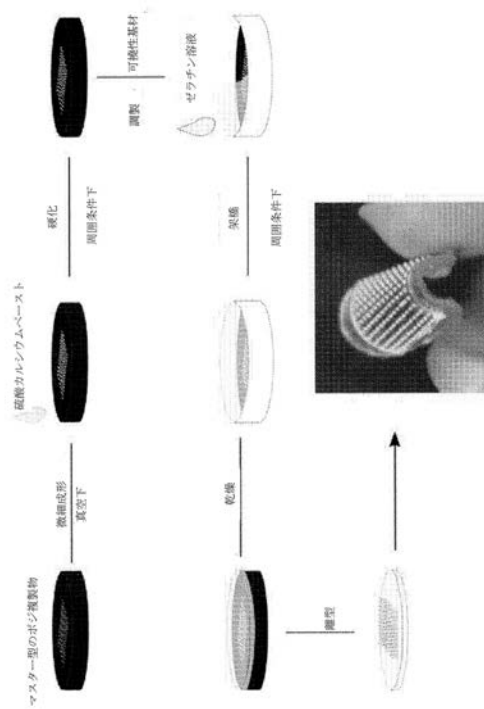 マスター型のポジ複製物
微細成形
真空下
硫酸カルシウムペースト
硬化
周囲条件下
調製
可撓性基材
ゼラチン溶液
架橋
周囲条件下
乾燥
離型